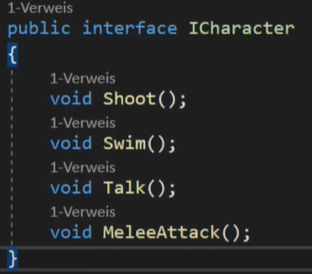 1-Verweis
public interface ICharacter
{
1-Verweis
void Shoot();
1-Verweis
void Swim();
1-Verweis
void Talk();
1-Verweis
void MeleeAttack();
}